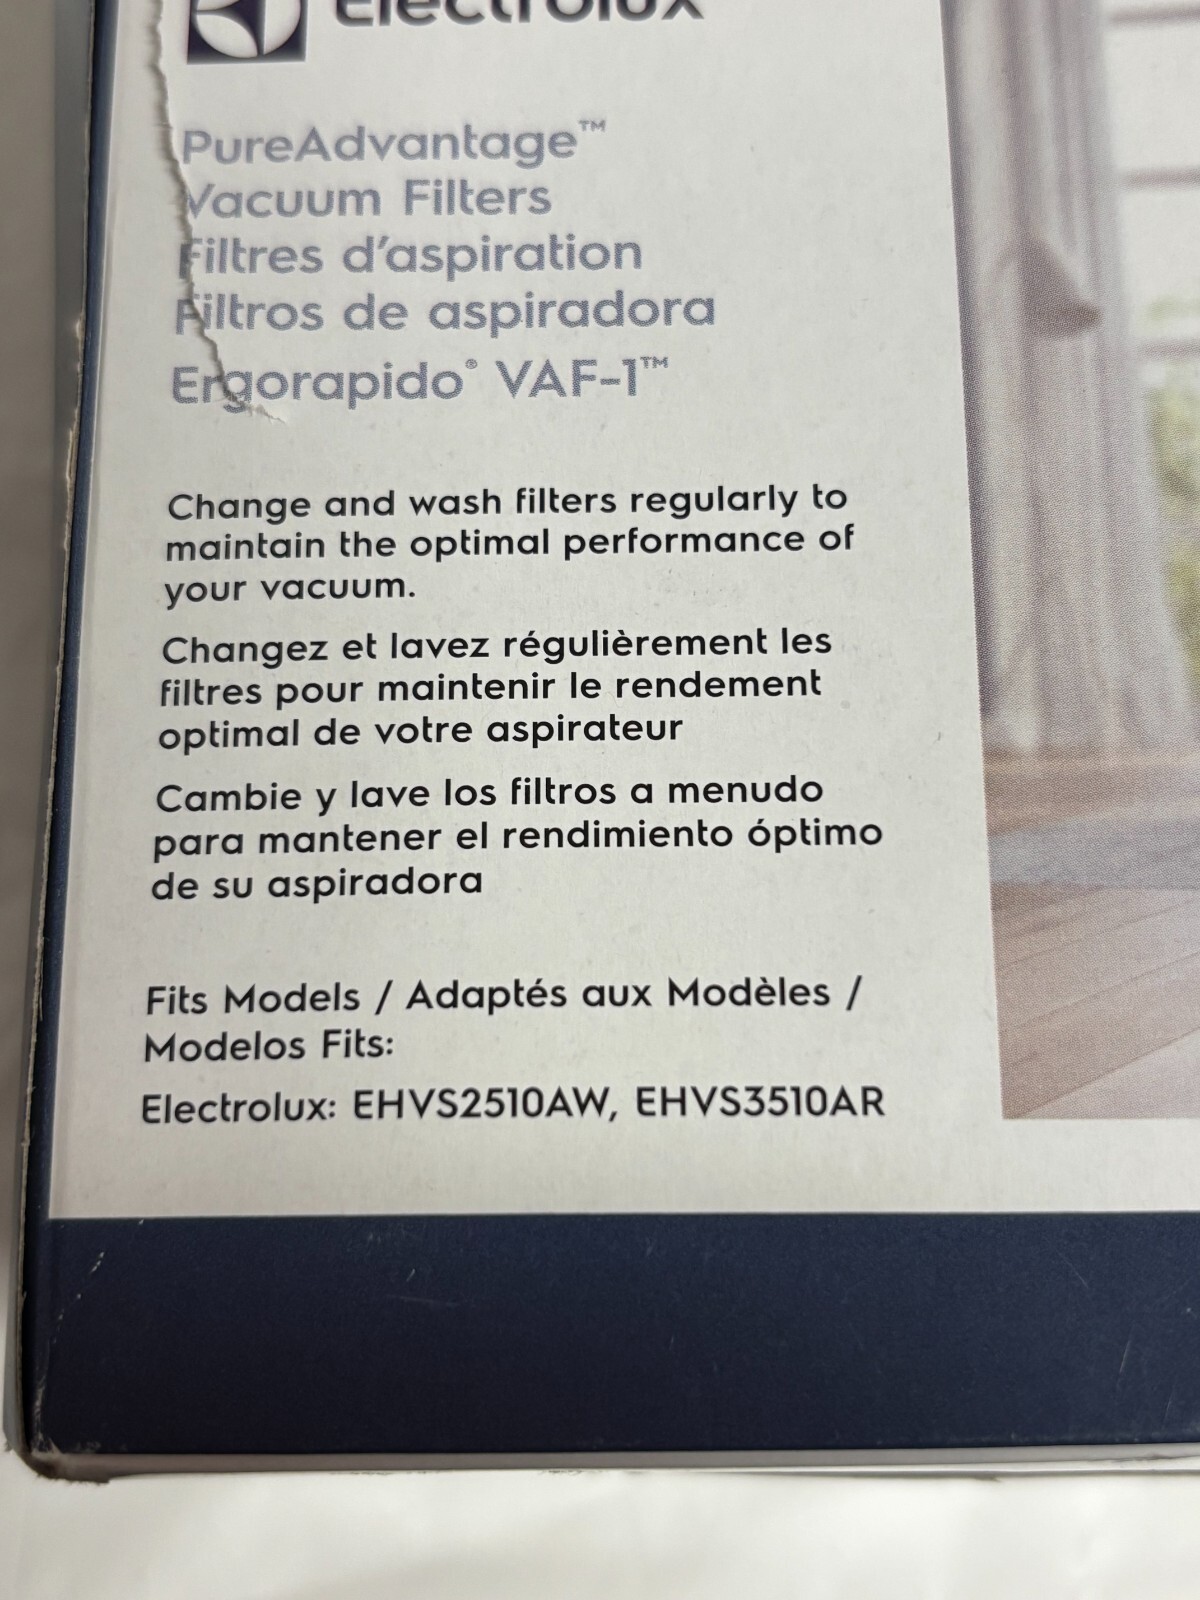 Electrolux
PureAdvantage™
Vacuum Filters
Filtres d'aspiration
Filtros de aspiradora
Ergorapido® VAF-1™
Change and wash filters regularly to
maintain the optimal performance of
your vacuum.
Changez et lavez régulièrement les
filtres pour maintenir le rendement
optimal de votre aspirateur
Cambie y lave los filtros a menudo
para mantener el rendimiento óptimo
de su aspiradora
Fits Models / Adaptés aux Modèles /
Modelos Fits:
Electrolux: EHVS2510AW, EHVS3510AR